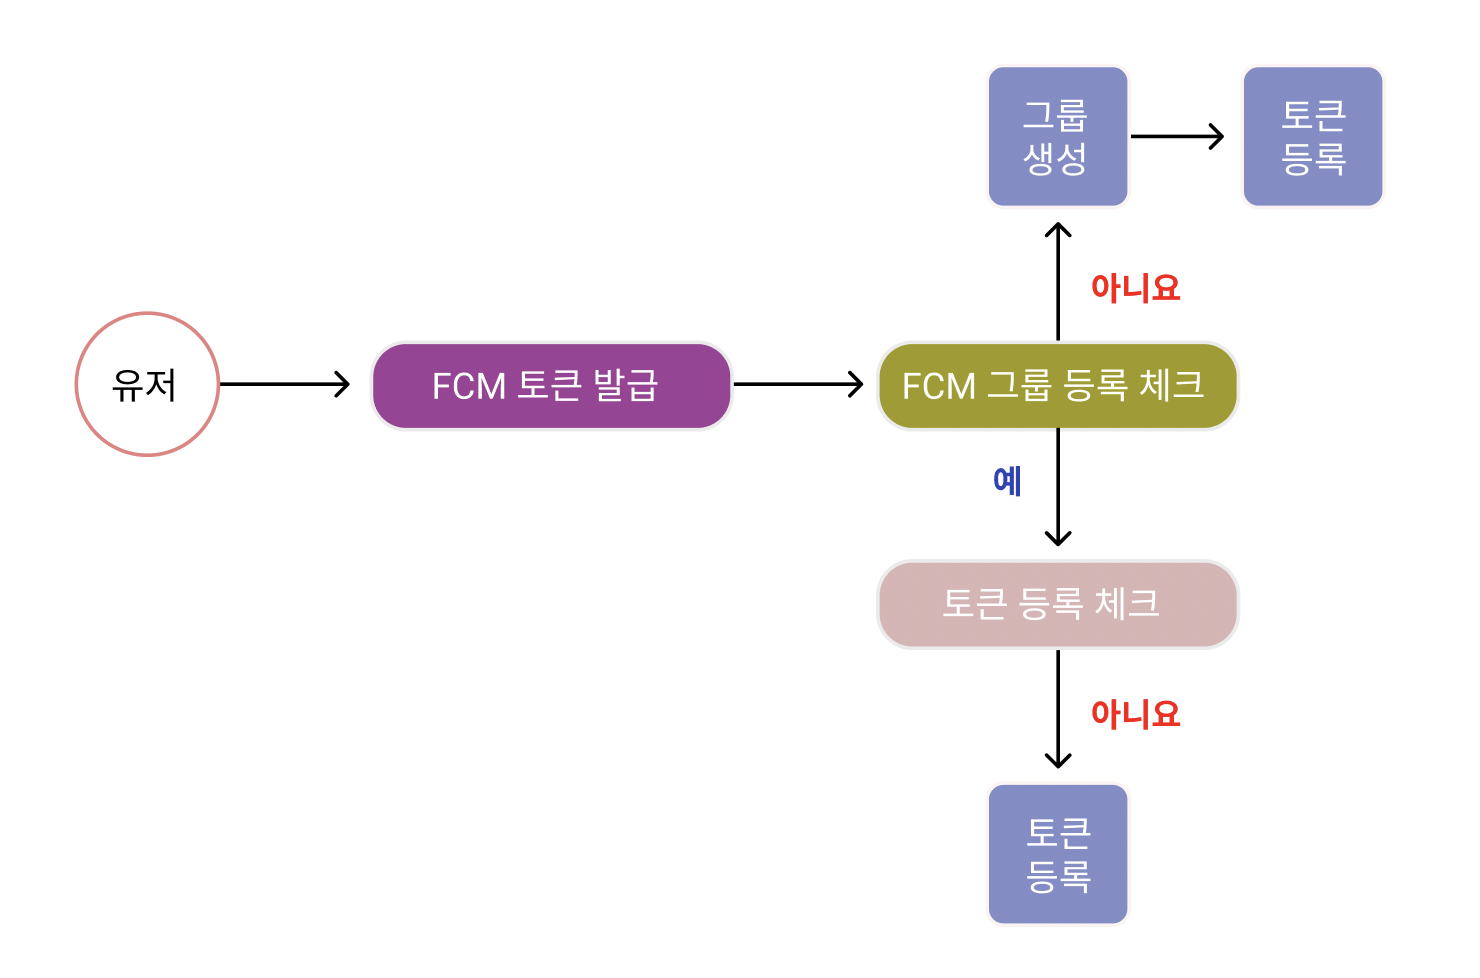 그룹
생성
토큰
등록
아니요
유저
FCM 토큰 발급
FCM 그룹 등록 체크
예
토큰 등록 체크
아니요
토큰
등록